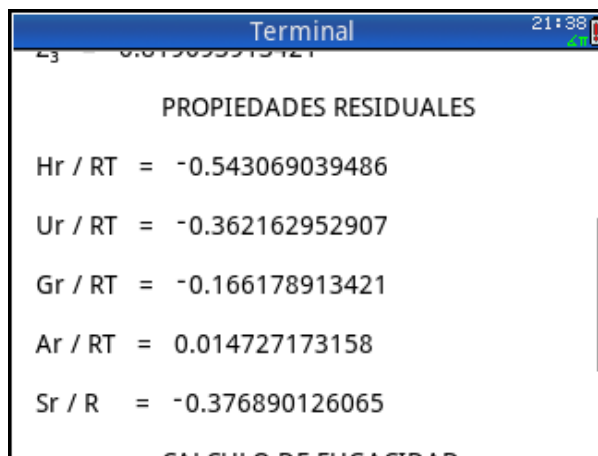 Terminal
21:38
∡π
PROPIEDADES RESIDUALES
Hr / RT = -0.543069039486
Ur / RT = -0.362162952907
Gr / RT = -0.166178913421
Ar / RT = 0.014727173158
Sr / R = -0.376890126065